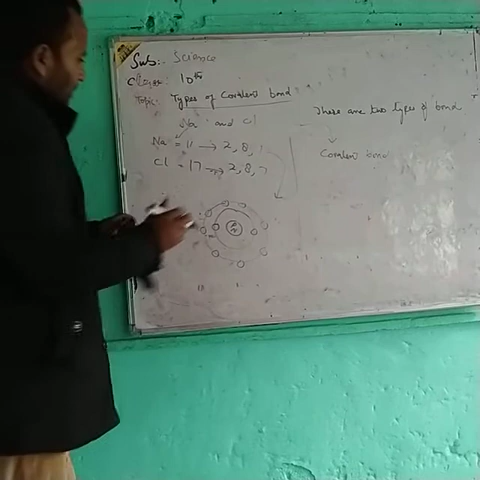 Sub:- Science
Class: 10th
Topic: Types of Covalent bond
Na and Cl
Na = 11 → 2, 8, 1
Cl - 17 → 2, 8, 7
There are two types of bond
Covalent bond